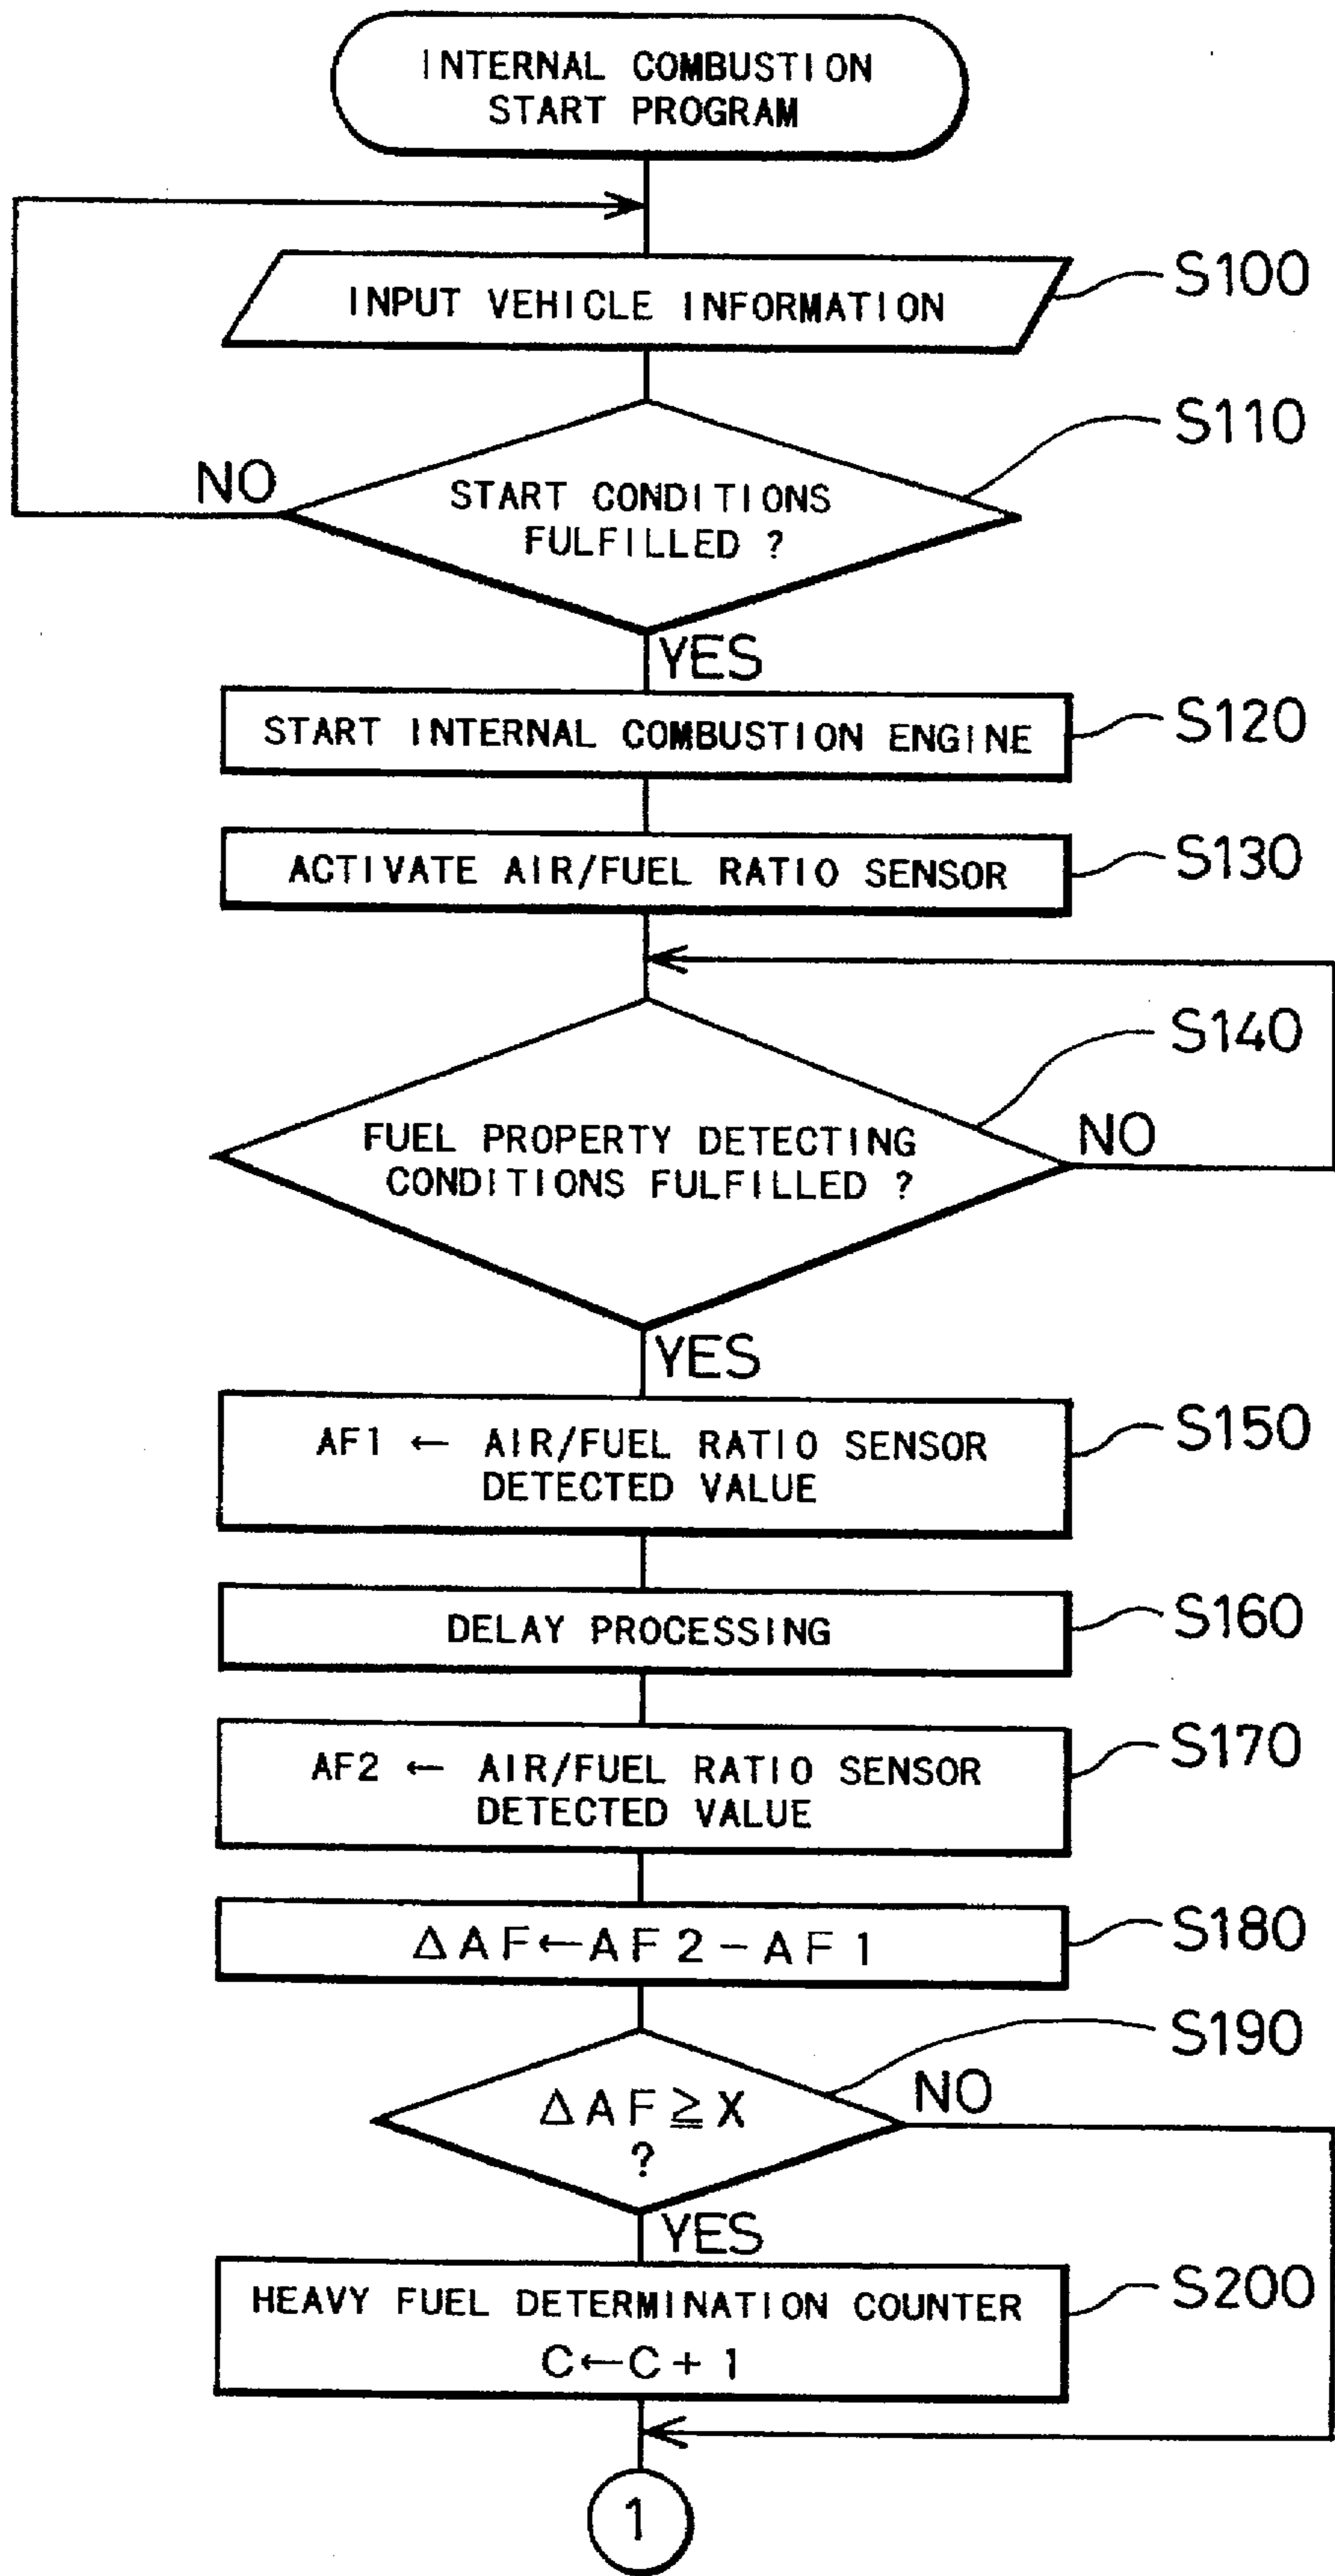 INTERNAL COMBUSTION
START PROGRAM
INPUT VEHICLE INFORMATION
S100
S110
NO
START CONDITIONS
FULFILLED ?
YES
START INTERNAL COMBUSTION ENGINE
S120
ACTIVATE AIR/FUEL RATIO SENSOR
S130
S140
FUEL PROPERTY DETECTING
CONDITIONS FULFILLED ?
NO
YES
AF1 ← AIR/FUEL RATIO SENSOR
DETECTED VALUE
S150
DELAY PROCESSING
S160
AF2 ← AIR/FUEL RATIO SENSOR
DETECTED VALUE
S170
ΔAF←AF2-AF1
S180
S190
ΔAF≧X
?
NO
YES
HEAVY FUEL DETERMINATION COUNTER
C←C+1
S200
1